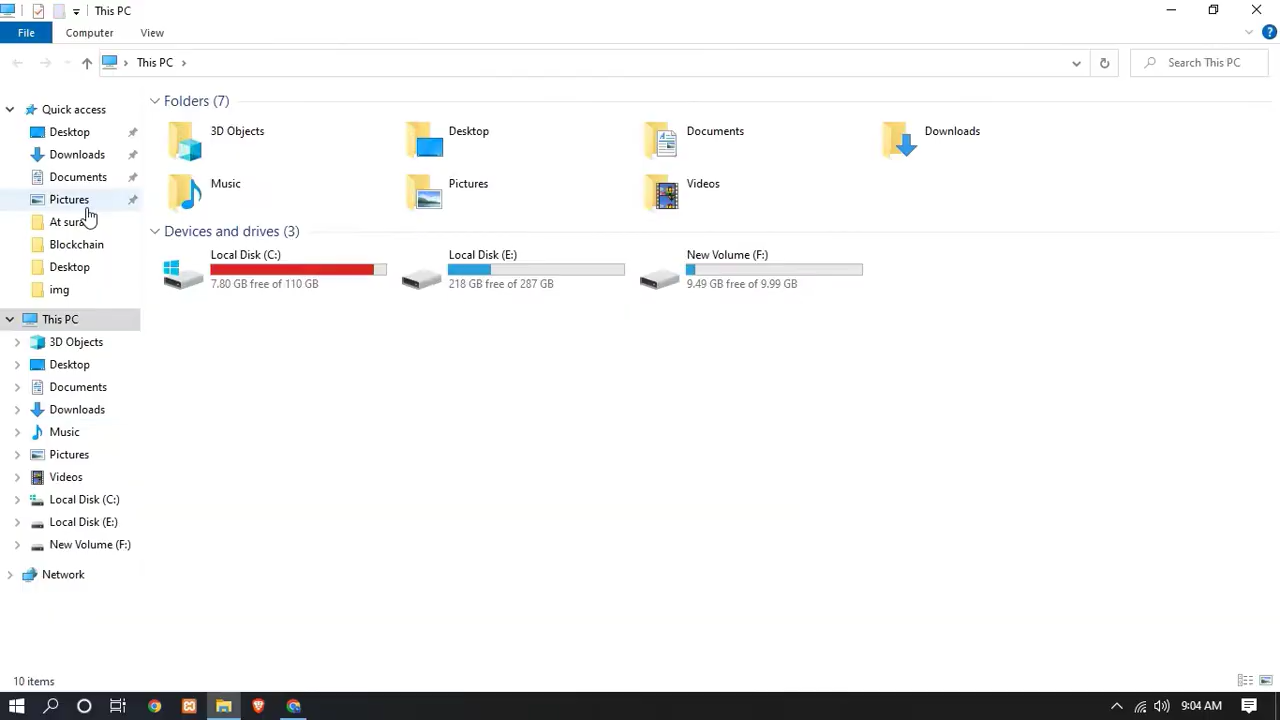 This PC
File Computer View
This PC
Search This PC
Quick access
Desktop
Downloads
Documents
Pictures
At sur
Blockchain
Desktop
img
This PC
3D Objects
Desktop
Documents
Downloads
Music
Pictures
Videos
Local Disk (C:)
Local Disk (E:)
New Volume (F:)
Network
Folders (7)
3D Objects
Desktop
Documents
Downloads
Music
Pictures
Videos
Devices and drives (3)
Local Disk (C:)
7.80 GB free of 110 GB
Local Disk (E:)
218 GB free of 287 GB
New Volume (F:)
9.49 GB free of 9.99 GB
10 items
9:04 AM